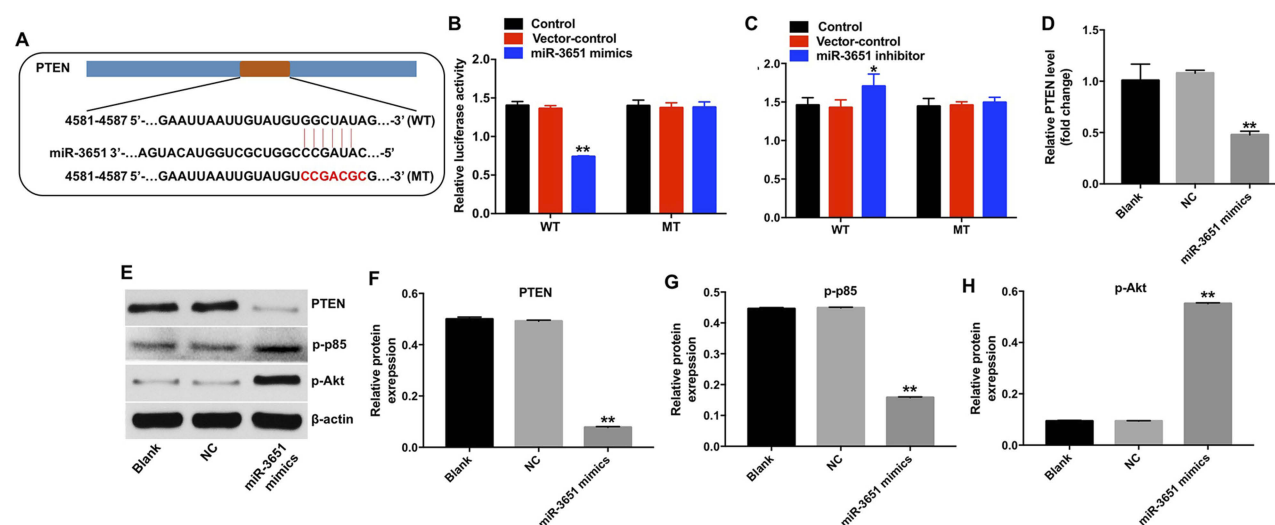 A
PTEN
4581-4587 5’-...GAAUUAAUUGUAUGUGGCUAUAG...-3’ (WT)
miR-3651 3’-...AGUACAUGGUCGCUGGCCCGAUAC...-5’
4581-4587 5’-...GAAUUAAUUGUAUGUCCGACGCG...-3’ (MT)
B
Control
Vector-control
miR-3651 mimics
Relative luciferase activity
2.0
1.5
1.0
0.5
0.0
**
WT
MT
C
Control
Vector-control
miR-3651 inhibitor
2.0
1.5
1.0
0.5
0.0
*
WT
MT
D
Relative PTEN level
(fold change)
1.5
1.0
0.5
0.0
**
Blank
NC
miR-3651 mimics
E
PTEN
p-p85
p-Akt
β-actin
Blank
NC
miR-3651
mimics
F
PTEN
Relative protein
exrepssion
0.6
0.4
0.2
0.0
**
Blank
NC
miR-3651 mimics
G
p-p85
Relative protein
exrepssion
0.5
0.4
0.3
0.2
0.1
0.0
**
Blank
NC
miR-3651 mimics
H
p-Akt
Relative protein
exrepssion
0.6
0.4
0.2
0.0
**
Blank
NC
miR-3651 mimics